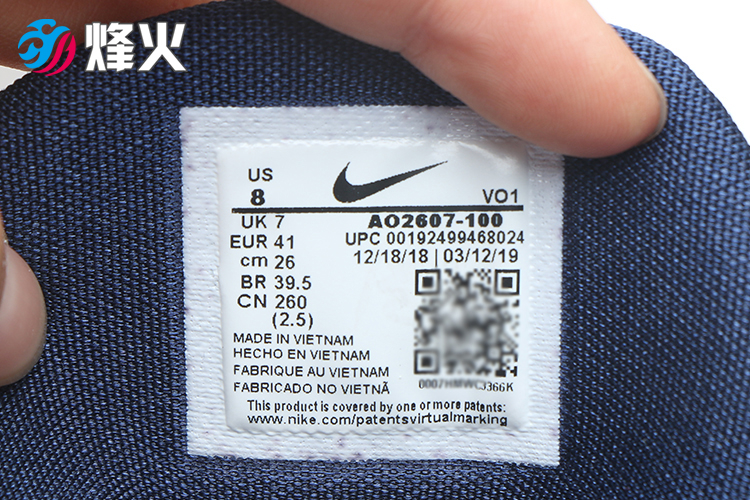 烽火
US
8 VO1
UK 7 AO2607-100
EUR 41 UPC 00192499468024
cm 26 12/18/18 | 03/12/19
BR 39.5
CN 260
(2.5)
MADE IN VIETNAM
HECHO EN VIETNAM
FABRIQUE AU VIETNAM
FABRICADO NO VIETNÃ
This product is covered by one or more patents:
www.nike.com/patentsvirtualmarking